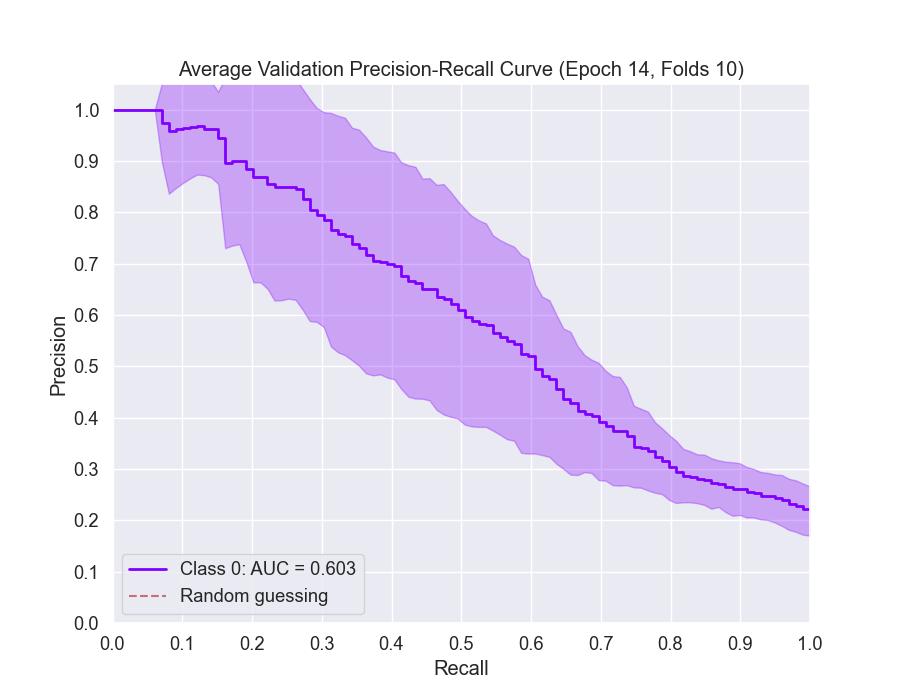 Average Validation Precision-Recall Curve (Epoch 14, Folds 10)
Precision
1.0
0.9
0.8
0.7
0.6
0.5
0.4
0.3
0.2
0.1
0.0
Class 0: AUC = 0.603
Random guessing
0.0 0.1 0.2 0.3 0.4 0.5 0.6 0.7 0.8 0.9 1.0
Recall